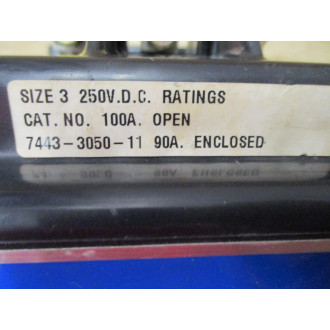 SIZE 3 250V.D.C. RATINGS
CAT. NO. 100A. OPEN
7443-3050-11 90A. ENCLOSED